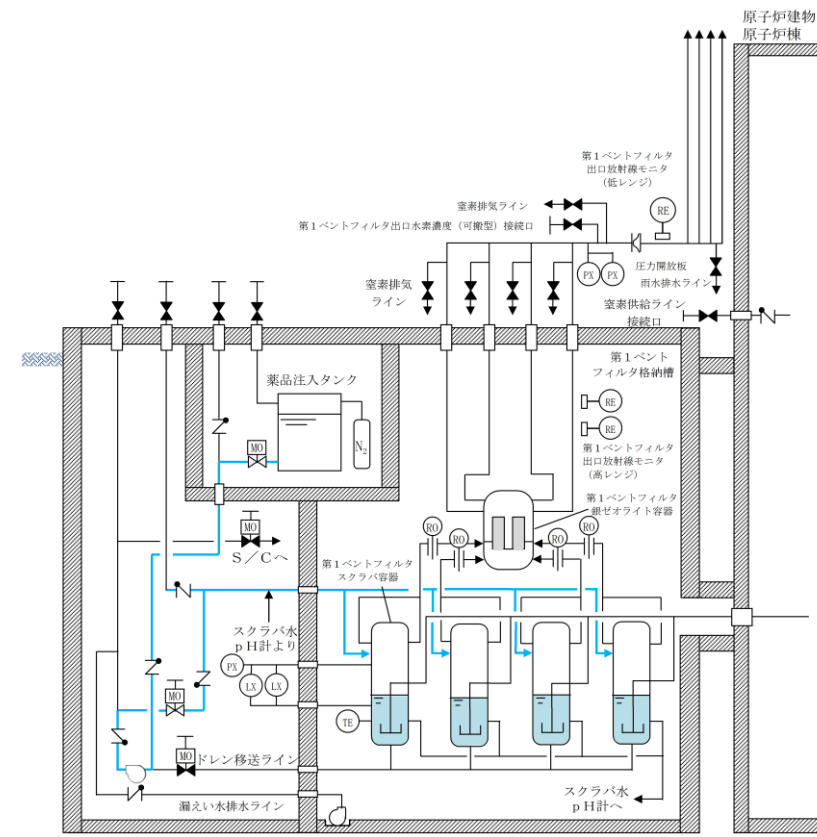 原子炉建物
原子炉棟
第１ベントフィルタ
出口放射線モニタ
（低レンジ）
RE
窒素排気ライン
第１ベントフィルタ出口水素濃度（可搬型）接続口
PX
PX
圧力開放板
雨水排水ライン
窒素排気
ライン
窒素供給ライン
接続口
第１ベント
フィルタ格納槽
薬品注入タンク
N₂
MO
RE
RE
第１ベントフィルタ
出口放射線モニタ
（高レンジ）
第１ベントフィルタ
銀ゼオライト容器
MO
S／Cへ
RO
RO
RO
RO
第１ベントフィルタ
スクラバ容器
スクラバ水
pH計より
PX
LX
LX
MO
TE
MO
ドレン移送ライン
漏えい水排水ライン
スクラバ水
pH計へ